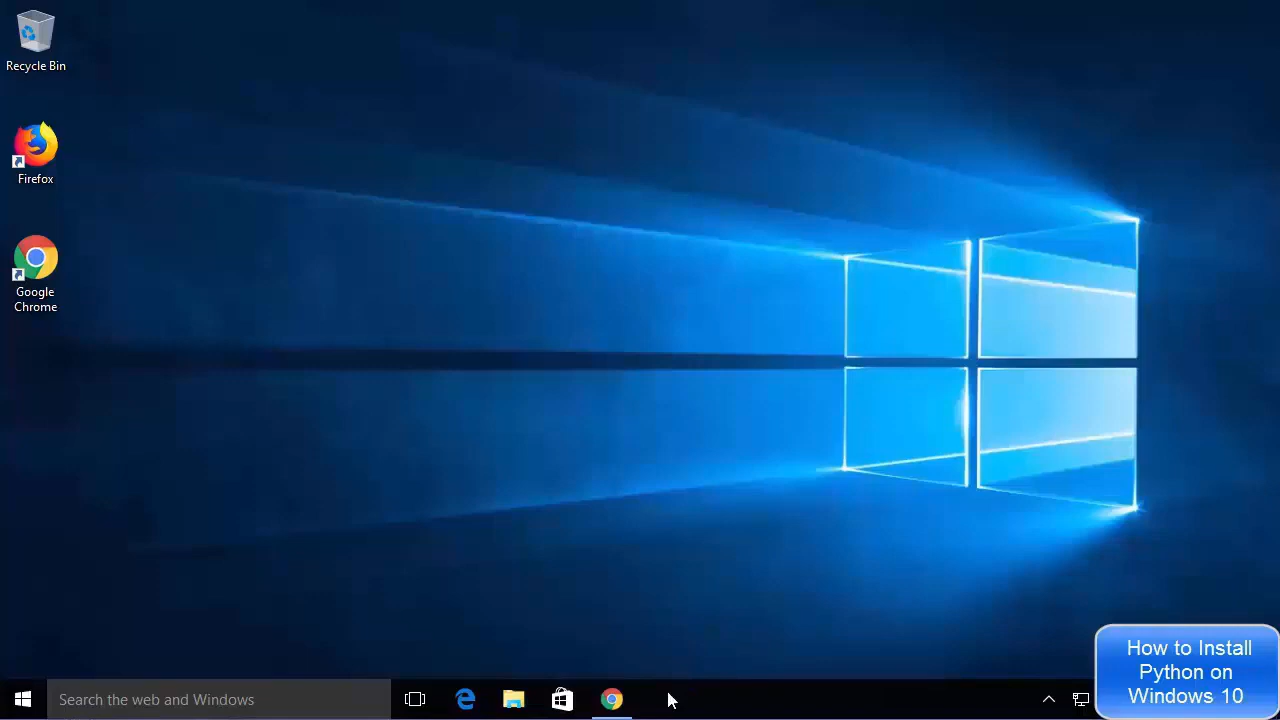 Recycle Bin
Firefox
Google
Chrome
Search the web and Windows
How to Install
Python on
Windows 10